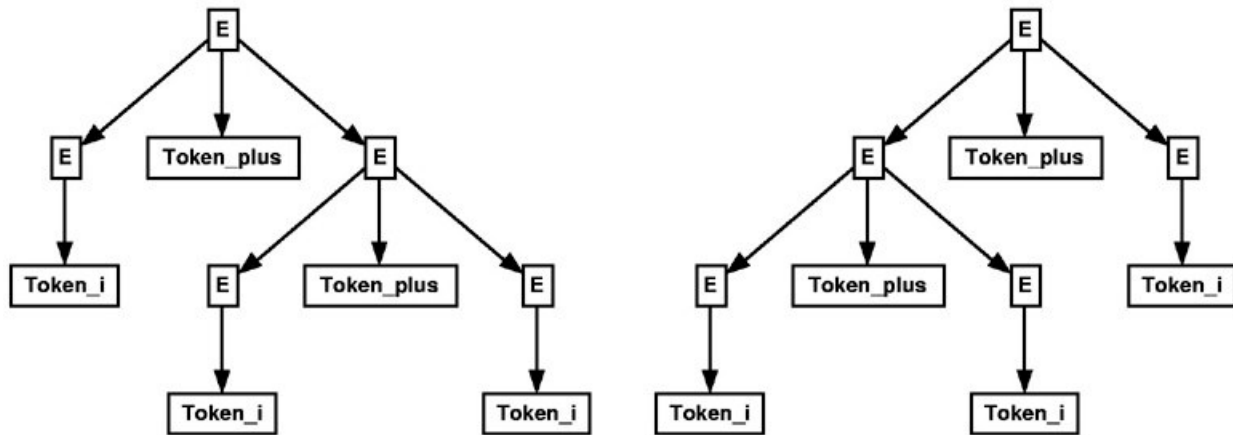 E E
E Token_plus E E Token_plus E
Token_i E Token_plus E E Token_plus E Token_i
Token_i Token_i Token_i Token_i